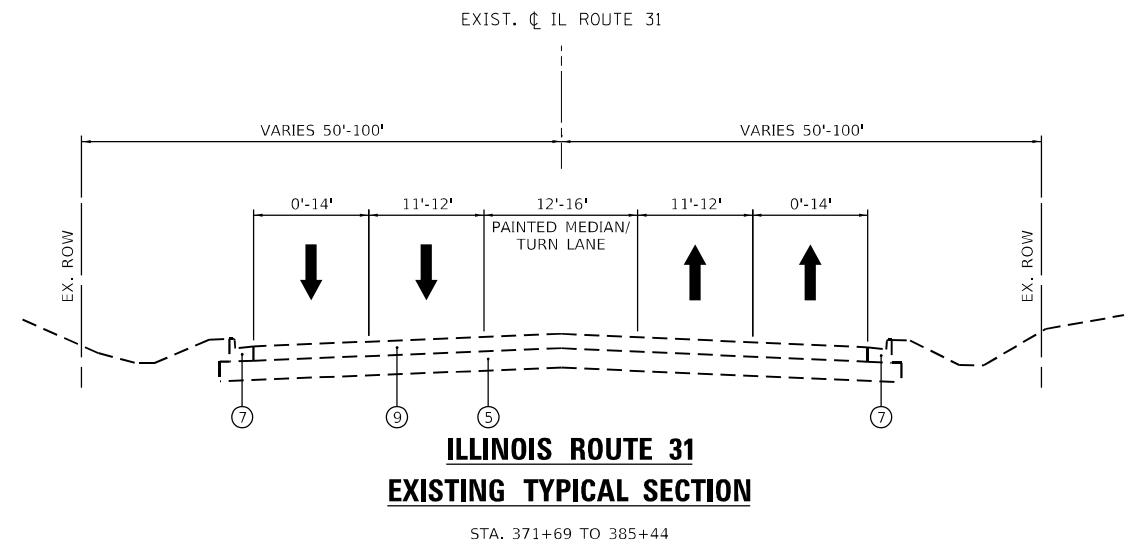 EXIST. ℄ IL ROUTE 31
VARIES 50'-100'
VARIES 50'-100'
0'-14'
11'-12'
12'-16'
11'-12'
0'-14'
PAINTED MEDIAN/
TURN LANE
EX. ROW
EX. ROW
7
9
5
7
ILLINOIS ROUTE 31
EXISTING TYPICAL SECTION
STA. 371+69 TO 385+44